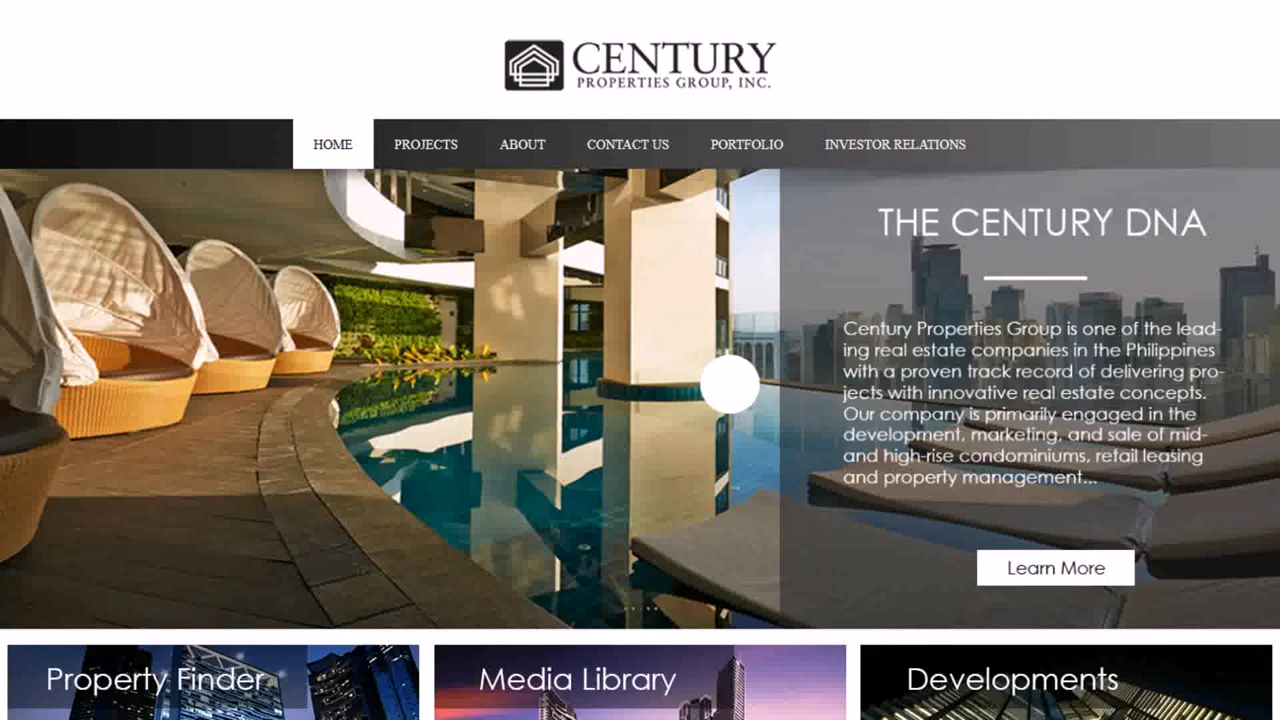 CENTURY
PROPERTIES GROUP, INC.
HOME
PROJECTS
ABOUT
CONTACT US
PORTFOLIO
INVESTOR RELATIONS
THE CENTURY DNA
Century Properties Group is one of the lead-
ing real estate companies in the Philippines
with a proven track record of delivering pro-
jects with innovative real estate concepts.
Our company is primarily engaged in the
development, marketing, and sale of mid-
and high-rise condominiums, retail leasing
and property management...
Learn More
Property Finder
Media Library
Developments